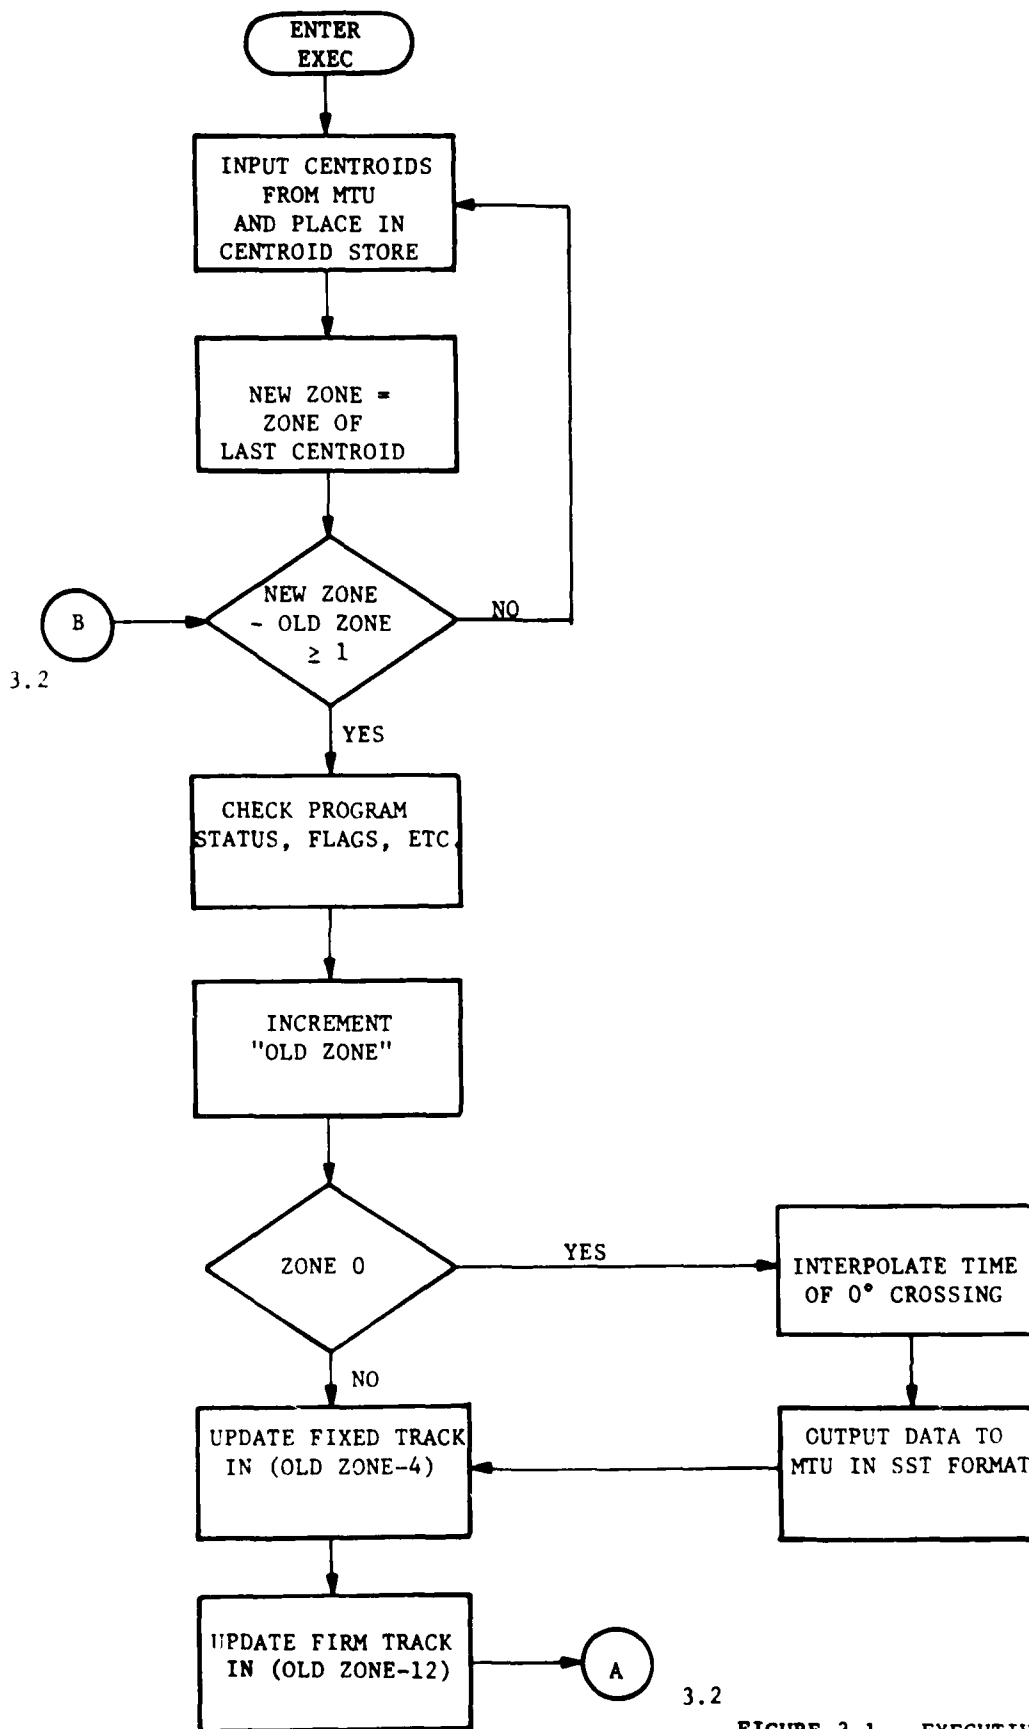 ENTER
EXEC
INPUT CENTROIDS
FROM MTU
AND PLACE IN
CENTROID STORE
NEW ZONE =
ZONE OF
LAST CENTROID
NEW ZONE
- OLD ZONE
≥ 1
NO
B
3.2
YES
CHECK PROGRAM
STATUS, FLAGS, ETC.
INCREMENT
"OLD ZONE"
ZONE 0
YES
INTERPOLATE TIME
OF 0° CROSSING
NO
UPDATE FIXED TRACK
IN (OLD ZONE-4)
OUTPUT DATA TO
MTU IN SST FORMAT
UPDATE FIRM TRACK
IN (OLD ZONE-12)
A
3.2